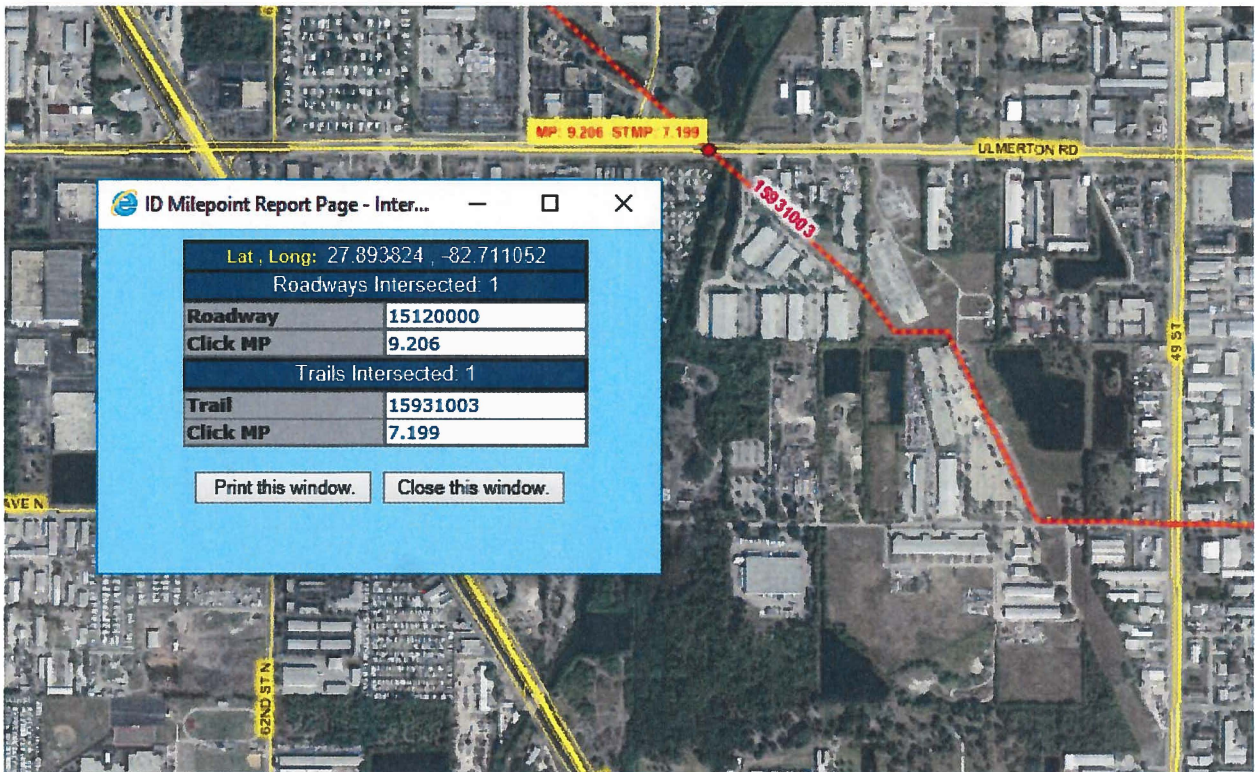 MP: 9.206 STMP: 7.199
ULMERTON RD
15931003
ID Milepoint Report Page - Inter...
Lat , Long: 27.893824 , -82.711052
Roadways Intersected: 1
Roadway 15120000
Click MP 9.206
Trails Intersected: 1
Trail 15931003
Click MP 7.199
Print this window. Close this window.
49 ST
AVE N
62ND ST N